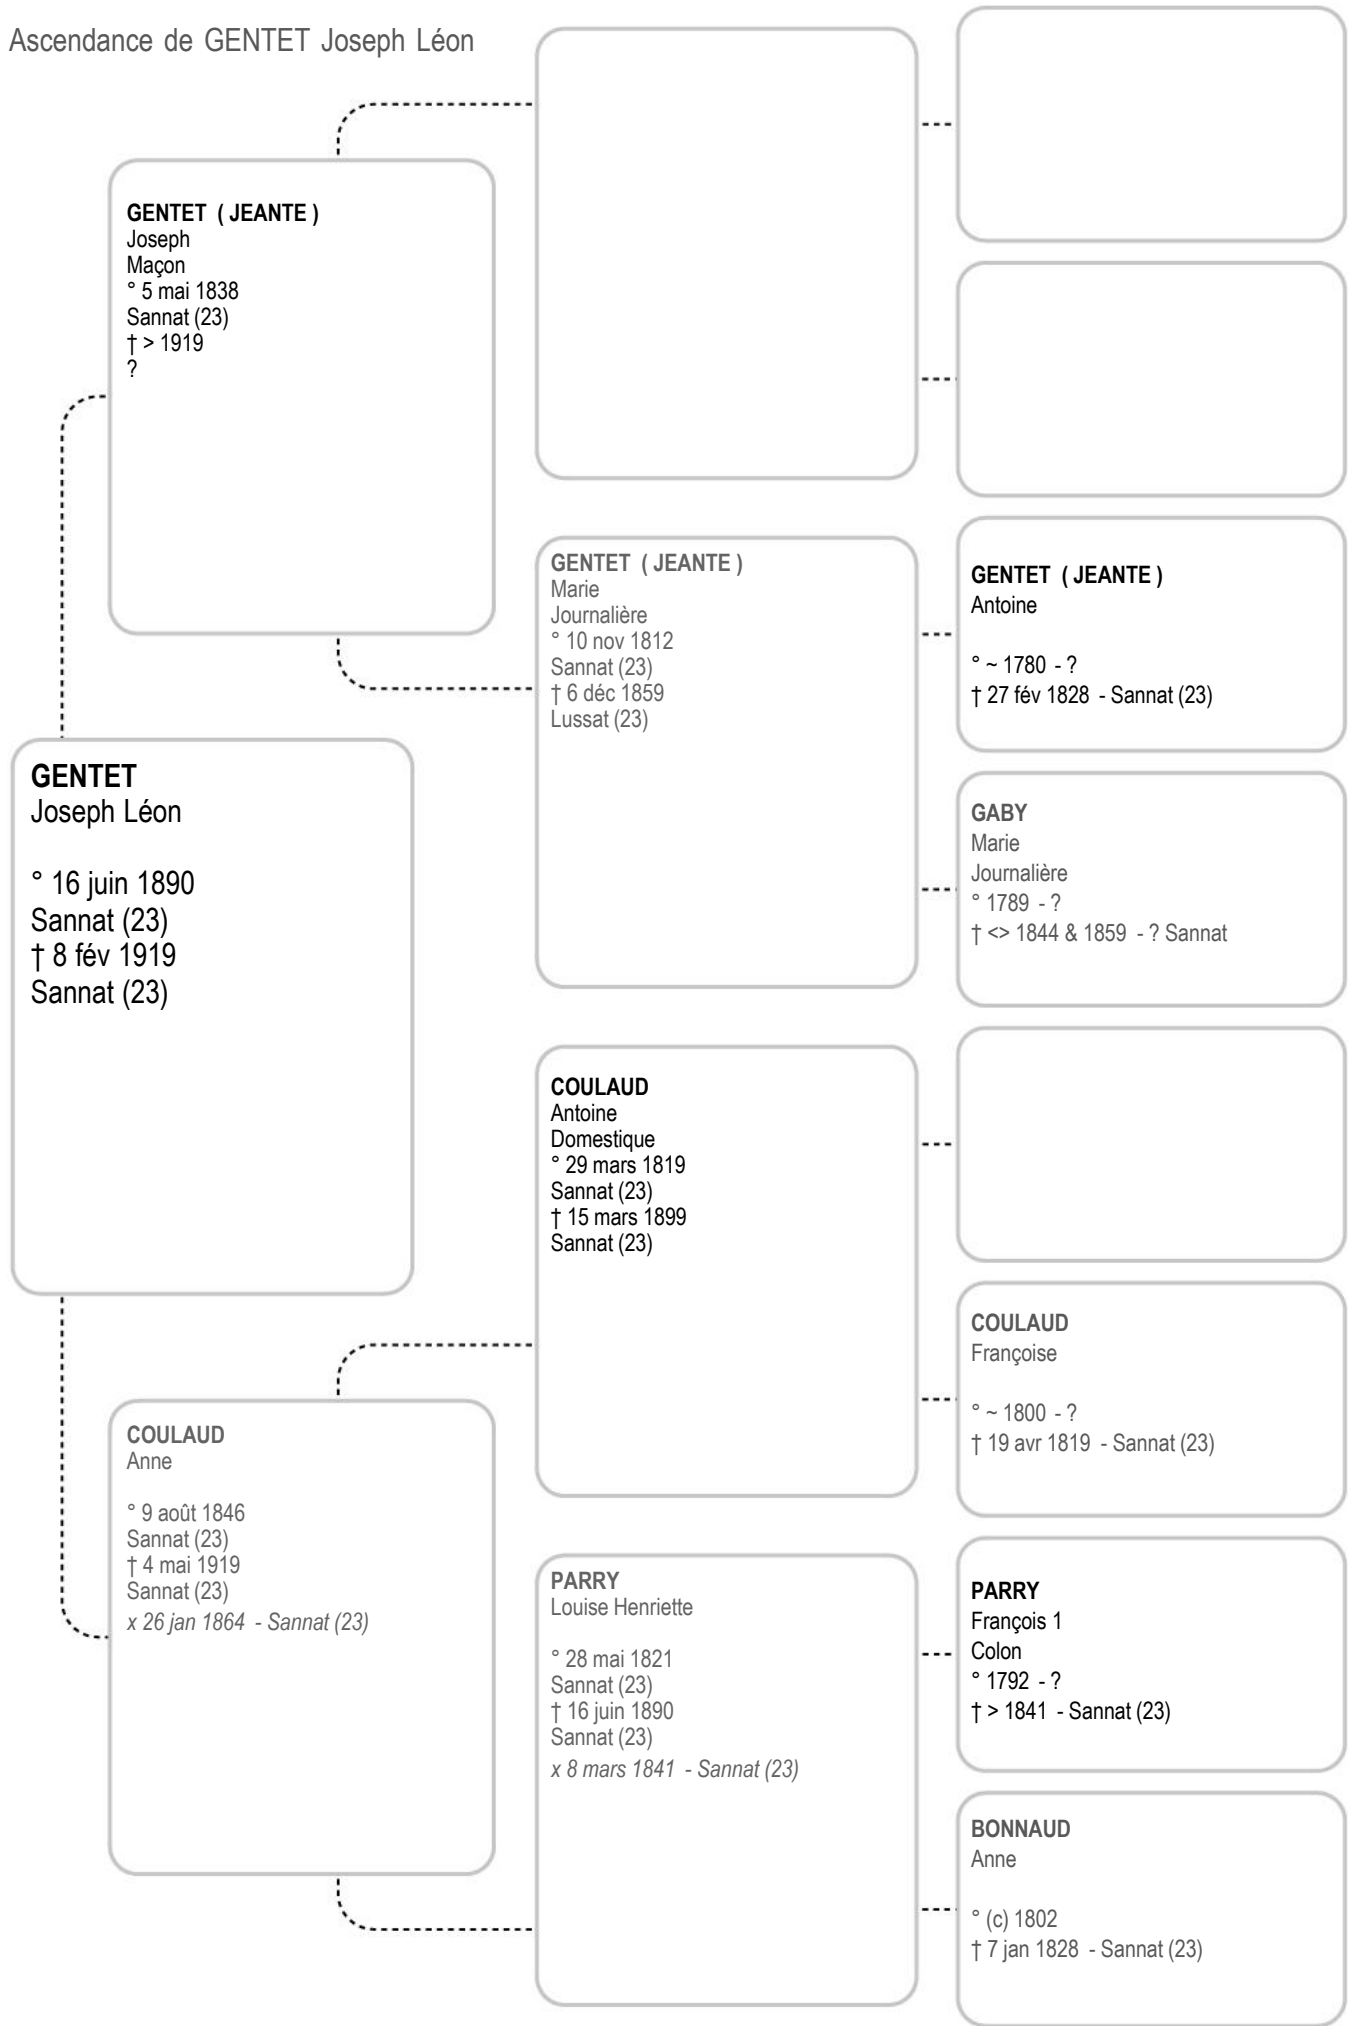 Ascendance de GENTET Joseph Léon
GENTET ( JEANTE )
Joseph
Maçon
° 5 mai 1838
Sannat (23)
† > 1919
?
GENTET ( JEANTE )
Marie
Journalière
° 10 nov 1812
Sannat (23)
† 6 déc 1859
Lussat (23)
GENTET ( JEANTE )
Antoine
° ~ 1780 - ?
† 27 fév 1828 - Sannat (23)
GABY
Marie
Journalière
° 1789 - ?
† <> 1844 & 1859 - ? Sannat
GENTET
Joseph Léon
° 16 juin 1890
Sannat (23)
† 8 fév 1919
Sannat (23)
COULAUD
Antoine
Domestique
° 29 mars 1819
Sannat (23)
† 15 mars 1899
Sannat (23)
COULAUD
Françoise
° ~ 1800 - ?
† 19 avr 1819 - Sannat (23)
COULAUD
Anne
° 9 août 1846
Sannat (23)
† 4 mai 1919
Sannat (23)
x 26 jan 1864 - Sannat (23)
PARRY
Louise Henriette
° 28 mai 1821
Sannat (23)
† 16 juin 1890
Sannat (23)
x 8 mars 1841 - Sannat (23)
PARRY
François 1
Colon
° 1792 - ?
† > 1841 - Sannat (23)
BONNAUD
Anne
° (c) 1802
† 7 jan 1828 - Sannat (23)